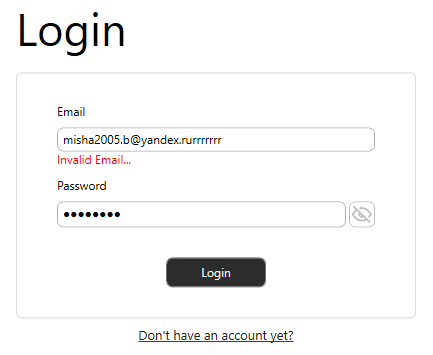 Login
Email
misha2005.b@yandex.rurrrrrrr
Invalid Email...
Password
●●●●●●●●
Login
Don't have an account yet?